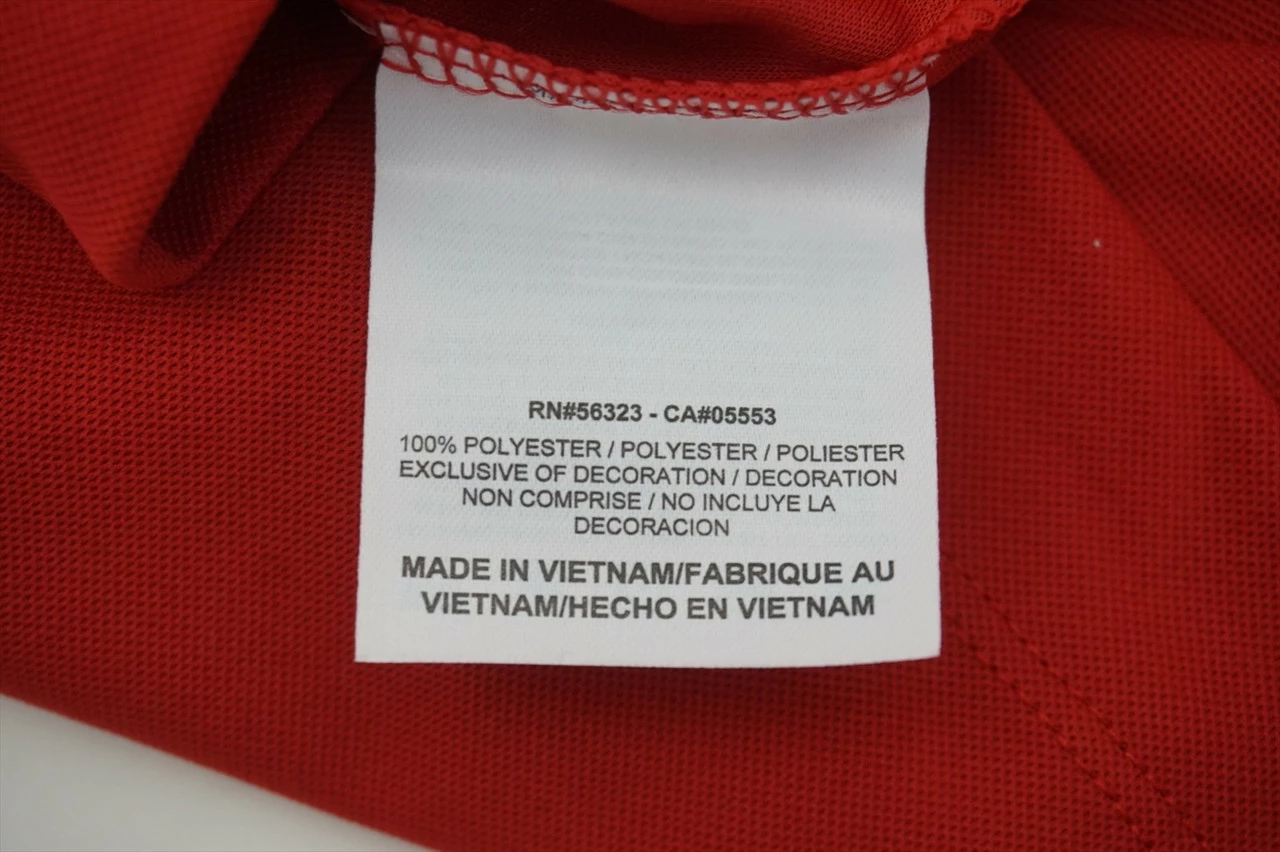 RN#56323 - CA#05553
100% POLYESTER / POLYESTER / POLIESTER
EXCLUSIVE OF DECORATION / DECORATION
NON COMPRISE / NO INCLUYE LA
DECORACION
MADE IN VIETNAM/FABRIQUE AU
VIETNAM/HECHO EN VIETNAM